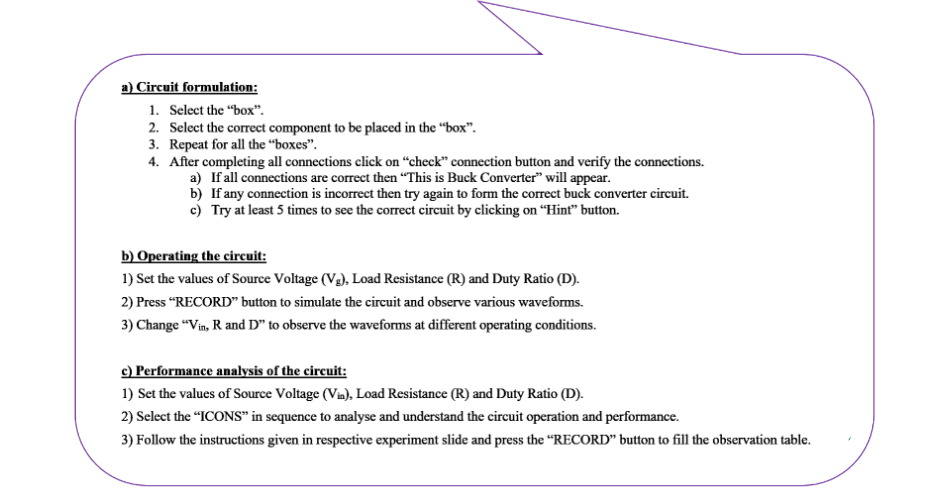 a) Circuit formulation:
1. Select the “box”.
2. Select the correct component to be placed in the “box”.
3. Repeat for all the “boxes”.
4. After completing all connections click on “check” connection button and verify the connections.
a) If all connections are correct then “This is Buck Converter” will appear.
b) If any connection is incorrect then try again to form the correct buck converter circuit.
c) Try at least 5 times to see the correct circuit by clicking on “Hint” button.
b) Operating the circuit:
1) Set the values of Source Voltage (Vg), Load Resistance (R) and Duty Ratio (D).
2) Press “RECORD” button to simulate the circuit and observe various waveforms.
3) Change “Vin, R and D” to observe the waveforms at different operating conditions.
c) Performance analysis of the circuit:
1) Set the values of Source Voltage (Vin), Load Resistance (R) and Duty Ratio (D).
2) Select the “ICONS” in sequence to analyse and understand the circuit operation and performance.
3) Follow the instructions given in respective experiment slide and press the “RECORD” button to fill the observation table.